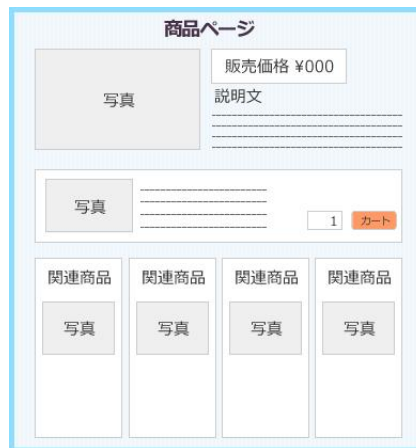 商品ページ
写真
販売価格 ¥000
説明文
写真
1 カート
関連商品 関連商品 関連商品 関連商品
写真 写真 写真 写真